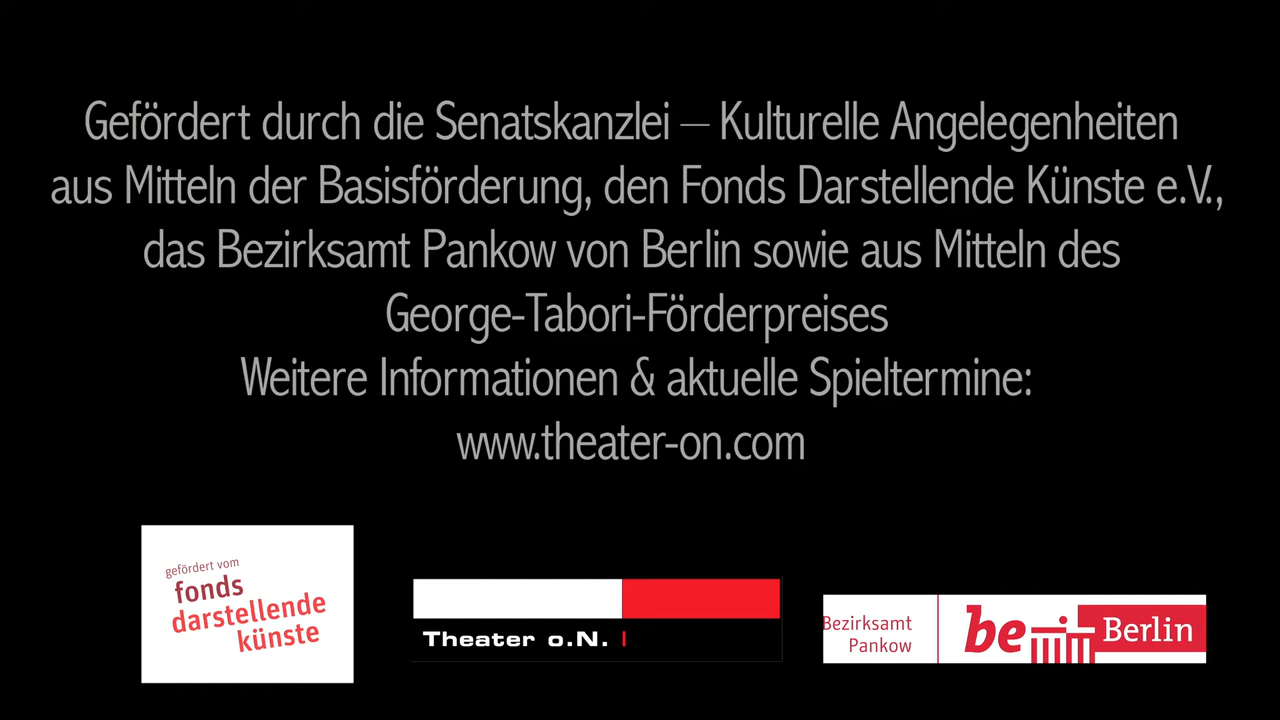 Gefördert durch die Senatskanzlei – Kulturelle Angelegenheiten
aus Mitteln der Basisförderung, den Fonds Darstellende Künste e.V.,
das Bezirksamt Pankow von Berlin sowie aus Mitteln des
George-Tabori-Förderpreises
Weitere Informationen & aktuelle Spieltermine:
www.theater-on.com
gefördert vom
fonds
darstellende
künste
Theater o.N.
Bezirksamt
Pankow
be Berlin